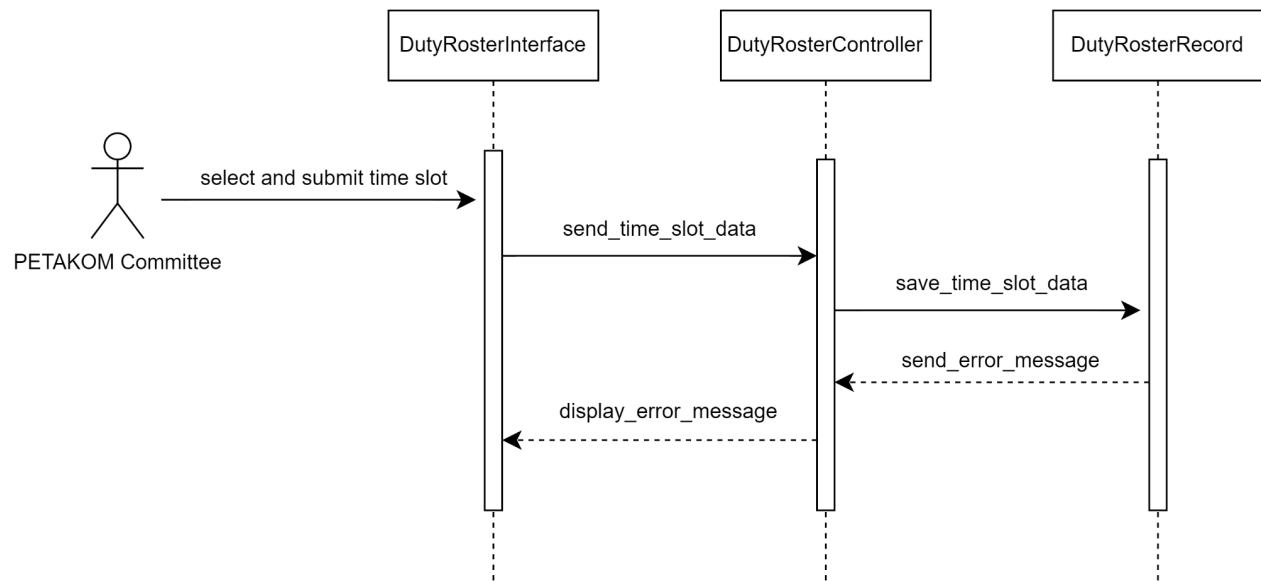 DutyRosterInterface
DutyRosterController
DutyRosterRecord
select and submit time slot
PETAKOM Committee
send_time_slot_data
save_time_slot_data
send_error_message
display_error_message